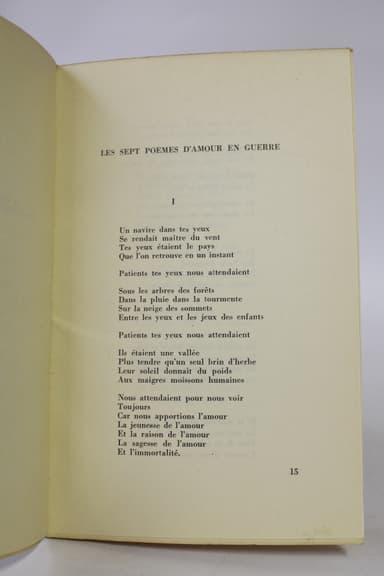 LES SEPT POEMES D'AMOUR EN GUERRE
I
Un navire dans tes yeux
Se rendait maître du vent
Tes yeux étaient le pays
Que l'on retrouve en un instant
Patients tes yeux nous attendaient
Sous les arbres des forêts
Dans la pluie dans la tourmente
Sur la neige des sommets
Entre les yeux et les jeux des enfants
Patients tes yeux nous attendaient
Ils étaient une vallée
Plus tendre qu'un seul brin d'herbe
Leur soleil donnait du poids
Aux maigres moissons humaines
Nous attendaient pour nous voir
Toujours
Car nous apportions l'amour
La jeunesse de l'amour
Et la raison de l'amour
La sagesse de l'amour
Et l'immortalité.
15